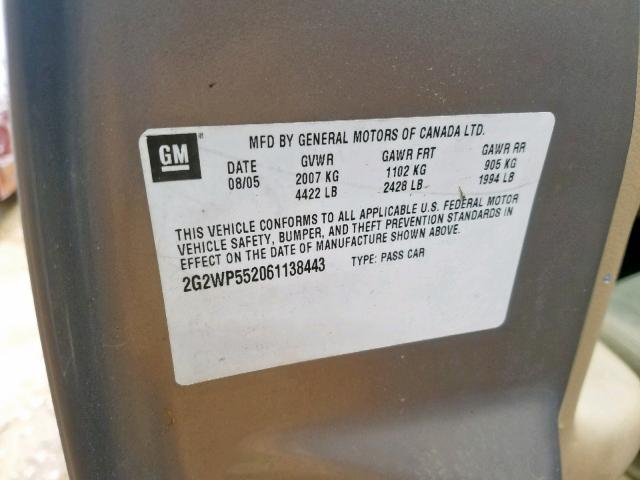 GM
MFD BY GENERAL MOTORS OF CANADA LTD.
DATE GVWR GAWR FRT GAWR RR
08/05 2007 KG 1102 KG 905 KG
4422 LB 2428 LB 1994 LB
THIS VEHICLE CONFORMS TO ALL APPLICABLE U.S. FEDERAL MOTOR
VEHICLE SAFETY, BUMPER, AND THEFT PREVENTION STANDARDS IN
EFFECT ON THE DATE OF MANUFACTURE SHOWN ABOVE.
2G2WP552061138443 TYPE: PASS CAR